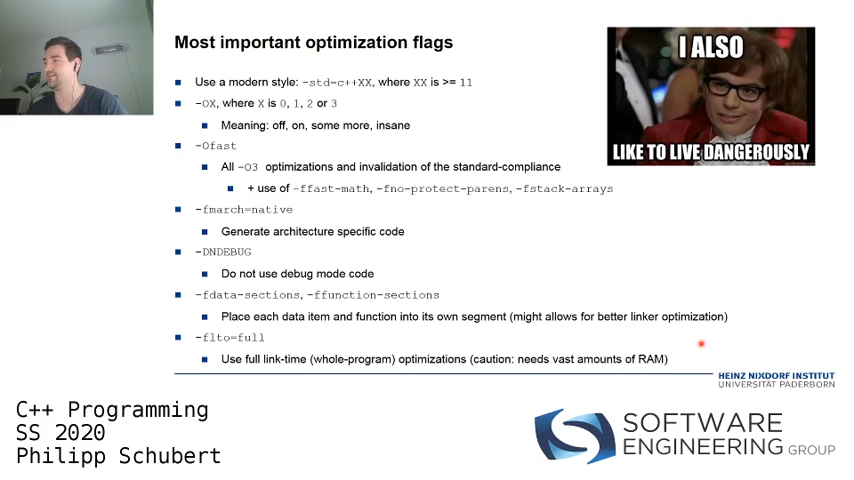 Most important optimization flags
Use a modern style: -std-c++XX, where XX is >= 11
-OX, where X is 0, 1, 2 or 3
Meaning: off, on, some more, insane
-Ofast
All -O3 optimizations and invalidation of the standard-compliance
+ use of -ffast-math, -fno-protect-parens, -fstack-arrays
-fmarch=native
Generate architecture specific code
-DNDEBUG
Do not use debug mode code
-fdata-sections, -ffunction-sections
Place each data item and function into its own segment (might allows for better linker optimization)
-flto=full
Use full link-time (whole-program) optimizations (caution: needs vast amounts of RAM)
I ALSO
LIKE TO LIVE DANGEROUSLY
HEINZ NIXDORF INSTITUT
UNIVERSITÄT PADERBORN
C++ Programming
SS 2020
Philipp Schubert
SOFTWARE
ENGINEERING GROUP